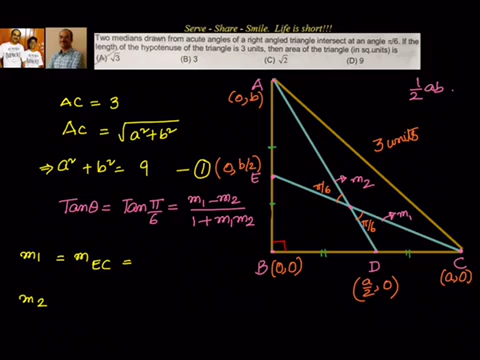 Serve - Share - Smile. Life is short!!!
Two medians drawn from acute angles of a right angled triangle intersect at an angle π/6. If the
length of the hypotenuse of the triangle is 3 units, then area of the triangle (in sq.units) is
(A) √3 (B) 3 (C) √2 (D) 9
AC = 3
AC = √(a²+b²)
⇒ a² + b² = 9 — ①
Tanθ = Tan π/6 = (m₁ - m₂)/(1 + m₁m₂)
m₁ = m EC =
m₂
½ ab.
A
(0,b)
3 units
(0, b/2)
E
π/6
m₂
m₁
π/6
B (0,0)
D
(a/2, 0)
C
(a,0)